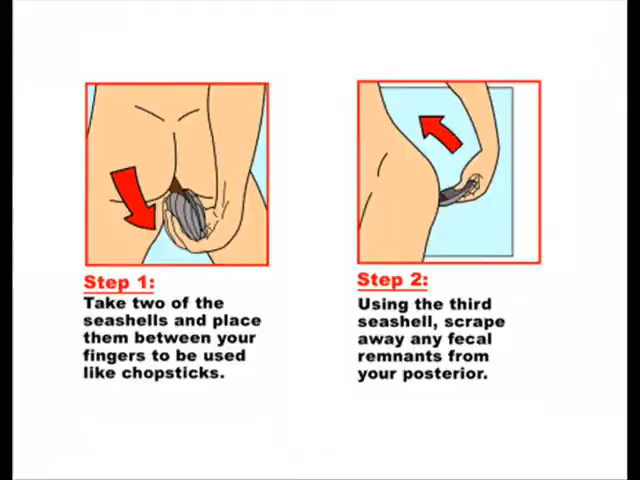 Step 1:
Take two of the
seashells and place
them between your
fingers to be used
like chopsticks.
Step 2:
Using the third
seashell, scrape
away any fecal
remnants from
your posterior.